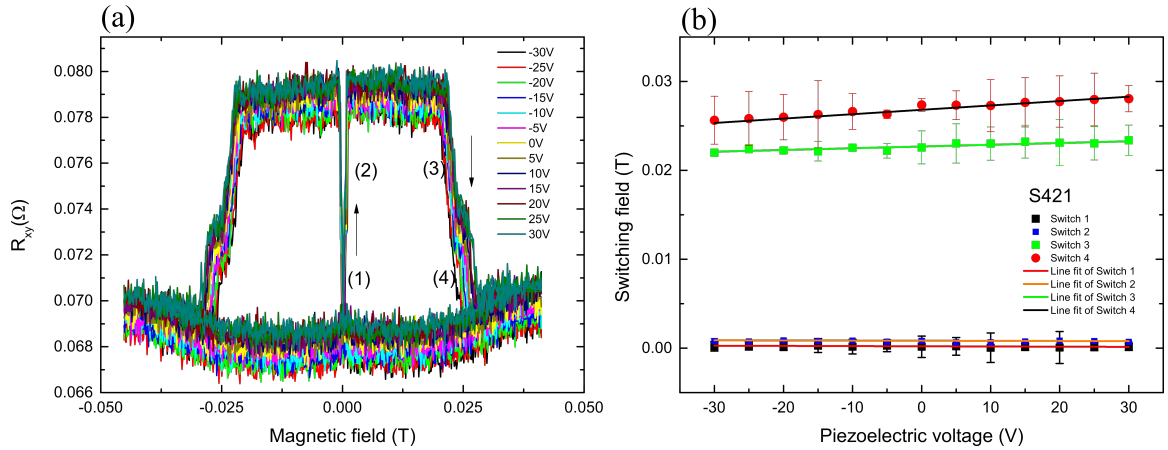 (a)
R_xy(Ω)
0.080
0.078
0.076
0.074
0.072
0.070
0.068
0.066
-0.050
-0.025
0.000
0.025
0.050
Magnetic field (T)
(1)
(2)
(3)
(4)
-30V
-25V
-20V
-15V
-10V
-5V
0V
5V
10V
15V
20V
25V
30V
(b)
Switching field (T)
0.03
0.02
0.01
0.00
-30
-20
-10
0
10
20
30
Piezoelectric voltage (V)
S421
Switch 1
Switch 2
Switch 3
Switch 4
Line fit of Switch 1
Line fit of Switch 2
Line fit of Switch 3
Line fit of Switch 4